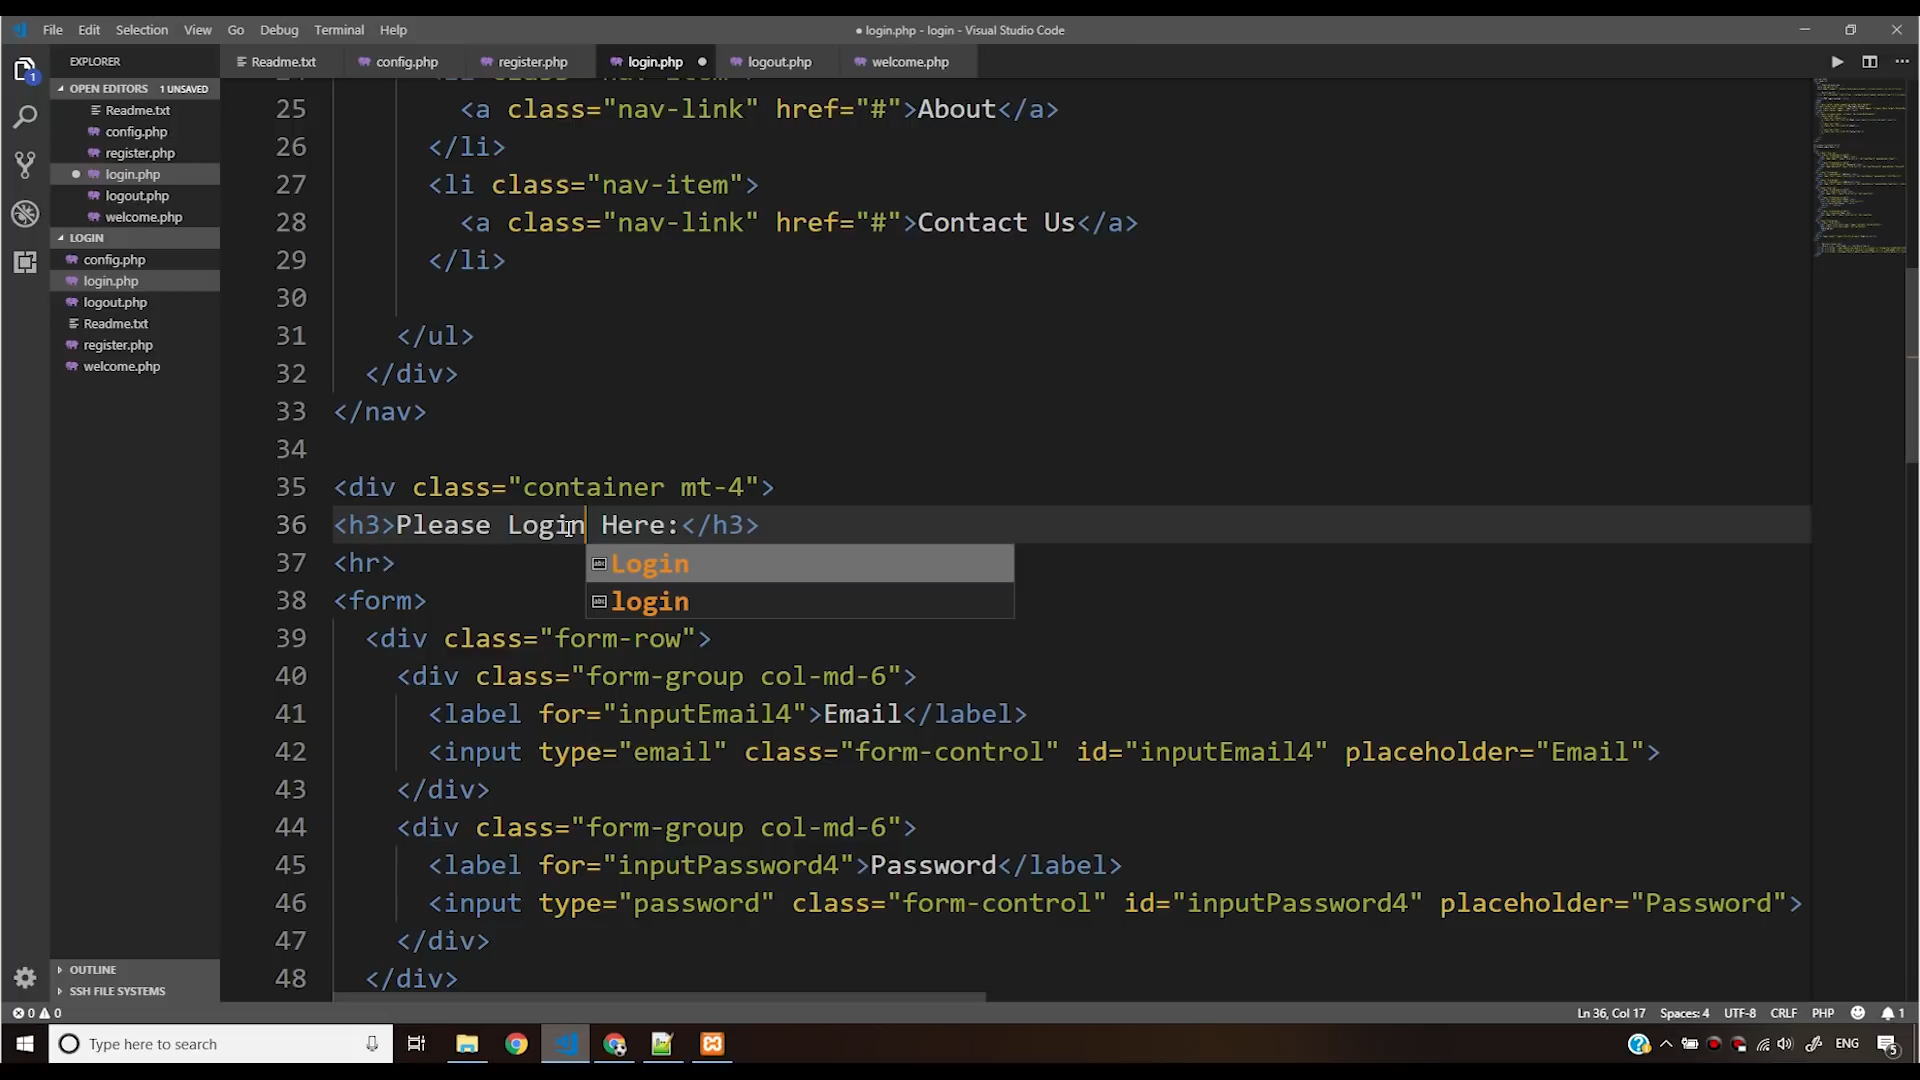 File Edit Selection View Go Debug Terminal Help
● login.php - login - Visual Studio Code
EXPLORER
Readme.txt config.php register.php login.php ● logout.php welcome.php
OPEN EDITORS 1 UNSAVED
Readme.txt
config.php
register.php
login.php
logout.php
welcome.php
LOGIN
config.php
login.php
logout.php
Readme.txt
register.php
welcome.php
OUTLINE
SSH FILE SYSTEMS
25 <a class="nav-link" href="#">About</a>
26 </li>
27 <li class="nav-item">
28 <a class="nav-link" href="#">Contact Us</a>
29 </li>
30
31 </ul>
32 </div>
33 </nav>
34
35 <div class="container mt-4">
36 <h3>Please Login Here:</h3>
37 <hr>
Login
38 <form>
login
39 <div class="form-row">
40 <div class="form-group col-md-6">
41 <label for="inputEmail4">Email</label>
42 <input type="email" class="form-control" id="inputEmail4" placeholder="Email">
43 </div>
44 <div class="form-group col-md-6">
45 <label for="inputPassword4">Password</label>
46 <input type="password" class="form-control" id="inputPassword4" placeholder="Password">
47 </div>
48 </div>
0 0 Ln 36, Col 17 Spaces: 4 UTF-8 CRLF PHP 1
Type here to search ENG 5